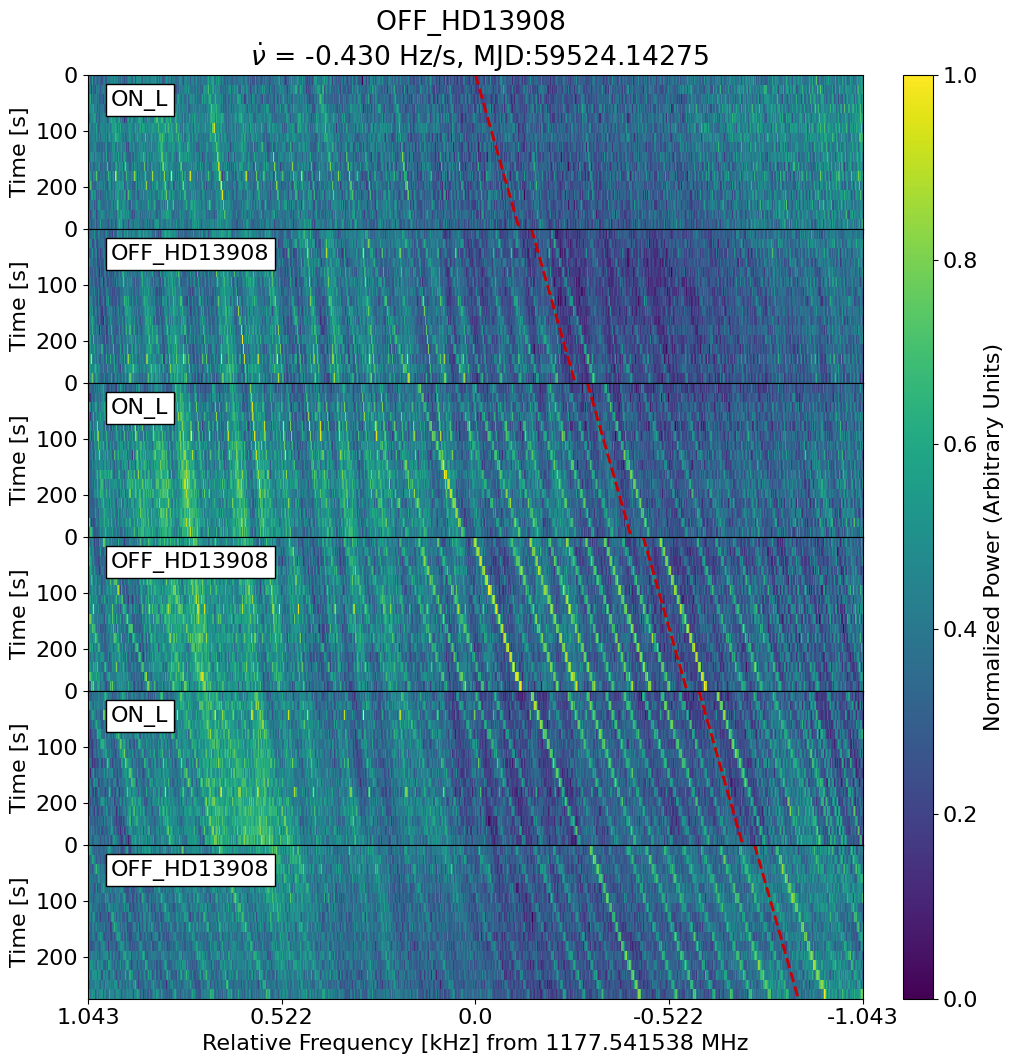 OFF_HD13908
ν̇ = -0.430 Hz/s, MJD:59524.14275
ON_L
OFF_HD13908
ON_L
OFF_HD13908
ON_L
OFF_HD13908
Time [s]
0
100
200
Time [s]
0
100
200
Time [s]
0
100
200
Time [s]
0
100
200
Time [s]
0
100
200
Time [s]
0
100
200
1.043 0.522 0.0 -0.522 -1.043
Relative Frequency [kHz] from 1177.541538 MHz
1.0
0.8
0.6
0.4
0.2
0.0
Normalized Power (Arbitrary Units)